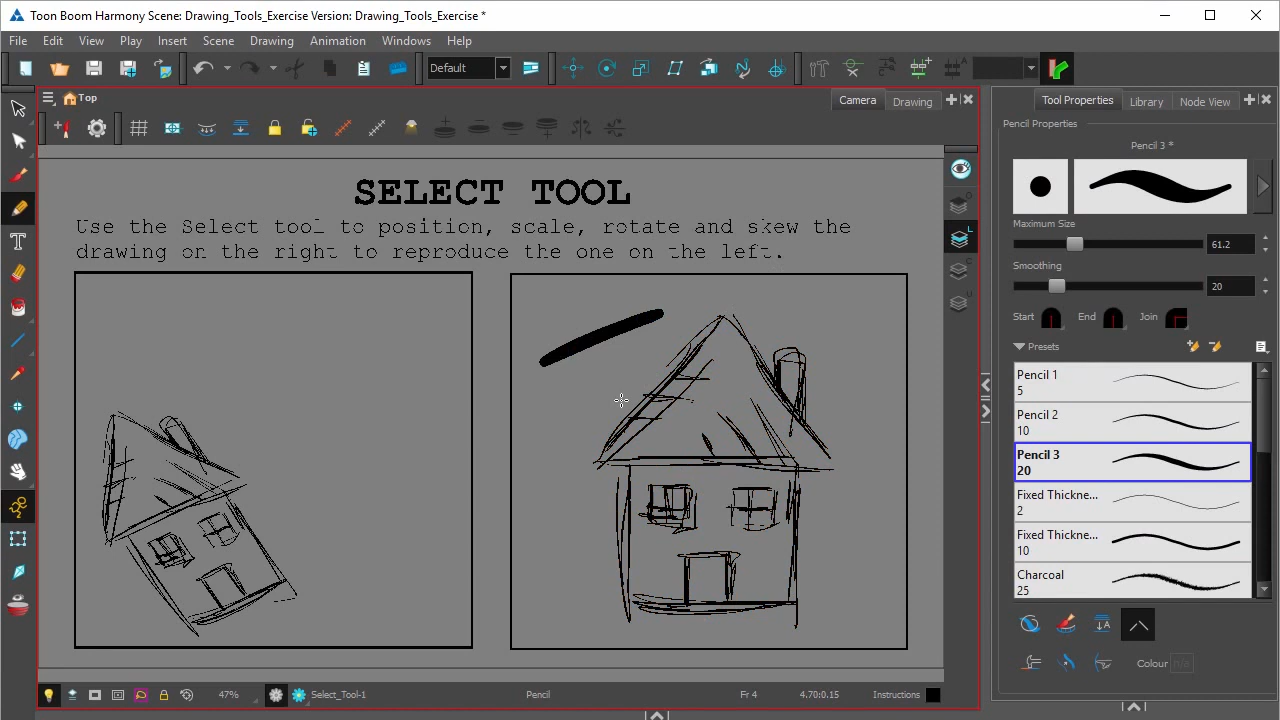 Toon Boom Harmony Scene: Drawing_Tools_Exercise Version: Drawing_Tools_Exercise *
File Edit View Play Insert Scene Drawing Animation Windows Help
Default
Top Camera Drawing
Tool Properties Library Node View
Pencil Properties
Pencil 3 *
SELECT TOOL
Use the Select tool to position, scale, rotate and skew the
drawing on the right to reproduce the one on the left.
Maximum Size
61.2
Smoothing
20
Start End Join
Presets
Pencil 1
5
Pencil 2
10
Pencil 3
20
Fixed Thickne...
2
Fixed Thickne...
10
Charcoal
25
Colour n/a
47% Select_Tool-1 Pencil Fr 4 4.70:0.15 Instructions